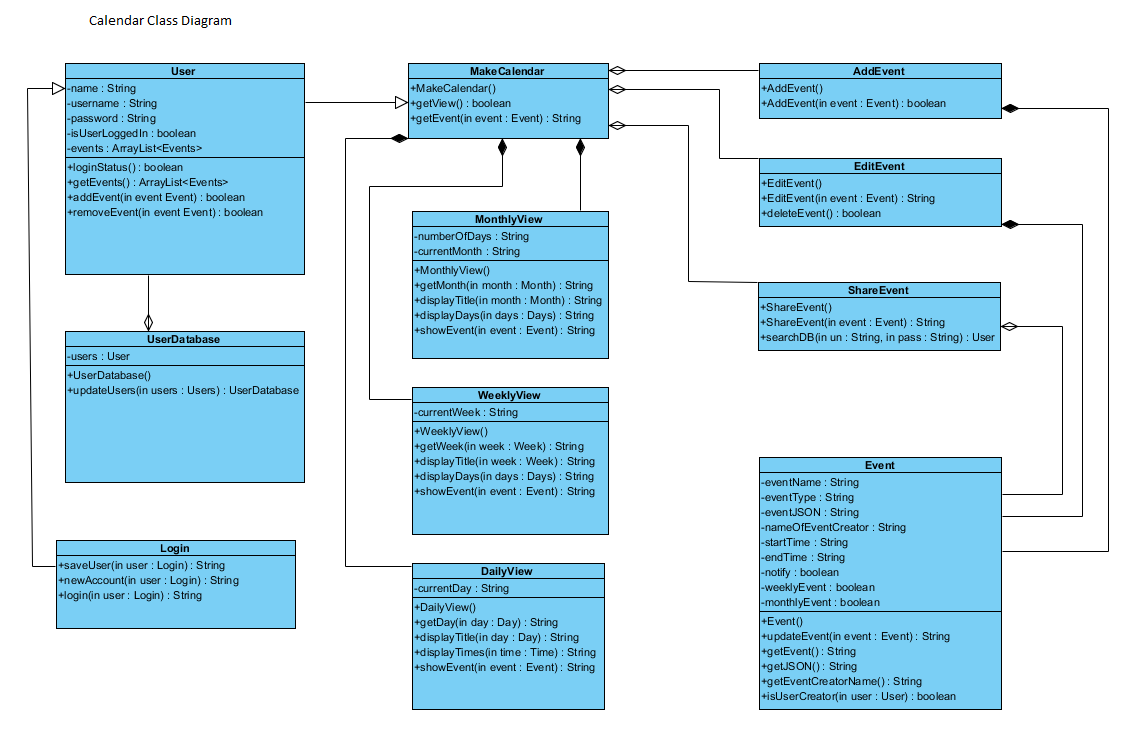 Calendar Class Diagram
User
-name : String
-username : String
-password : String
-isUserLoggedIn : boolean
-events : ArrayList<Events>
+loginStatus() : boolean
+getEvents() : ArrayList<Events>
+addEvent(in event Event) : boolean
+removeEvent(in event Event) : boolean
UserDatabase
-users : User
+UserDatabase()
+updateUsers(in users : Users) : UserDatabase
Login
+saveUser(in user : Login) : String
+newAccount(in user : Login) : String
+login(in user : Login) : String
MakeCalendar
+MakeCalendar()
+getView() : boolean
+getEvent(in event : Event) : String
MonthlyView
-numberOfDays : String
-currentMonth : String
+MonthlyView()
+getMonth(in month : Month) : String
+displayTitle(in month : Month) : String
+displayDays(in days : Days) : String
+showEvent(in event : Event) : String
WeeklyView
-currentWeek : String
+WeeklyView()
+getWeek(in week : Week) : String
+displayTitle(in week : Week) : String
+displayDays(in days : Days) : String
+showEvent(in event : Event) : String
DailyView
-currentDay : String
+DailyView()
+getDay(in day : Day) : String
+displayTitle(in day : Day) : String
+displayTimes(in time : Time) : String
+showEvent(in event : Event) : String
AddEvent
+AddEvent()
+AddEvent(in event : Event) : boolean
EditEvent
+EditEvent()
+EditEvent(in event : Event) : String
+deleteEvent() : boolean
ShareEvent
+ShareEvent()
+ShareEvent(in event : Event) : String
+searchDB(in un : String, in pass : String) : User
Event
-eventName : String
-eventType : String
-eventJSON : String
-nameOfEventCreator : String
-startTime : String
-endTime : String
-notify : boolean
-weeklyEvent : boolean
-monthlyEvent : boolean
+Event()
+updateEvent(in event : Event) : String
+getEvent() : String
+getJSON() : String
+getEventCreatorName() : String
+isUserCreator(in user : User) : boolean